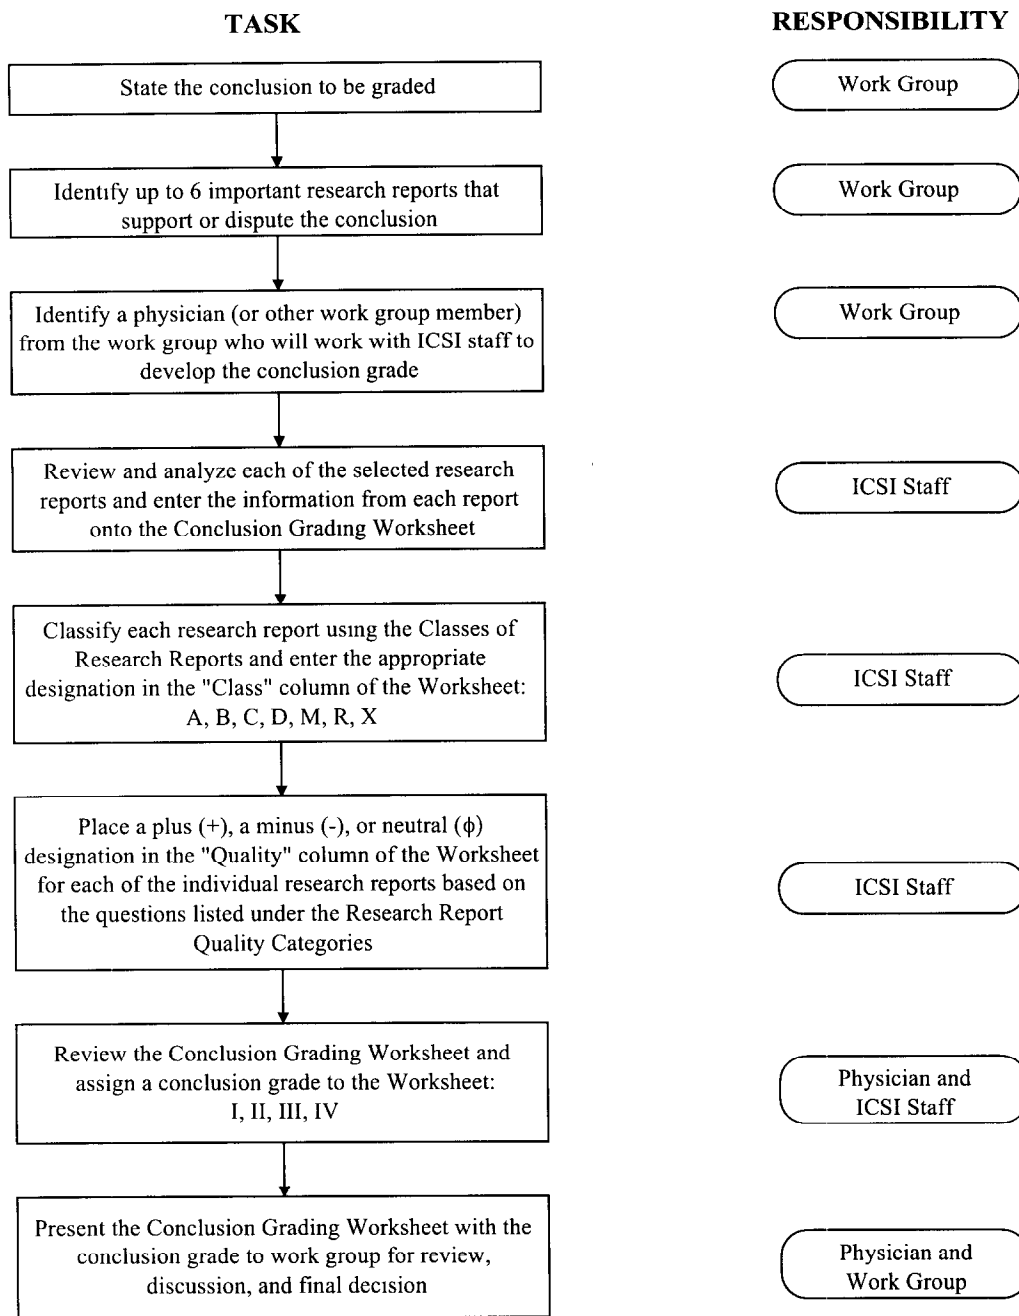 TASK
RESPONSIBILITY
State the conclusion to be graded
Work Group
Identify up to 6 important research reports that
support or dispute the conclusion
Work Group
Identify a physician (or other work group member)
from the work group who will work with ICSI staff to
develop the conclusion grade
Work Group
Review and analyze each of the selected research
reports and enter the information from each report
onto the Conclusion Grading Worksheet
ICSI Staff
Classify each research report using the Classes of
Research Reports and enter the appropriate
designation in the "Class" column of the Worksheet:
A, B, C, D, M, R, X
ICSI Staff
Place a plus (+), a minus (-), or neutral (ϕ)
designation in the "Quality" column of the Worksheet
for each of the individual research reports based on
the questions listed under the Research Report
Quality Categories
ICSI Staff
Review the Conclusion Grading Worksheet and
assign a conclusion grade to the Worksheet:
I, II, III, IV
Physician and
ICSI Staff
Present the Conclusion Grading Worksheet with the
conclusion grade to work group for review,
discussion, and final decision
Physician and
Work Group